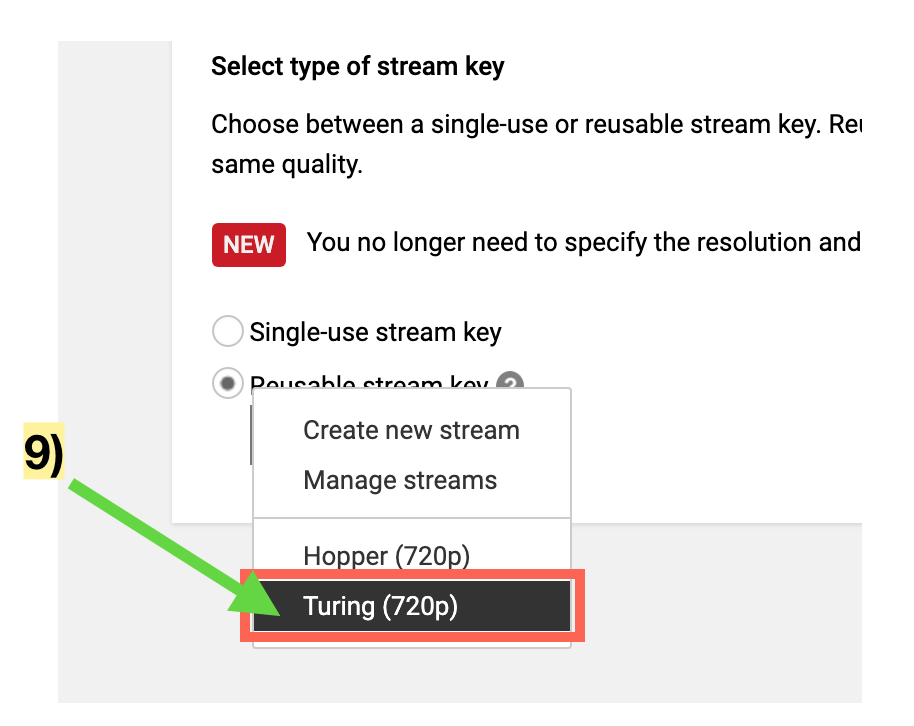 Select type of stream key
Choose between a single-use or reusable stream key.
same quality.
NEW You no longer need to specify the resolution and
Single-use stream key
Reusable stream key ?
Create new stream
9)
Manage streams
Hopper (720p)
Turing (720p)